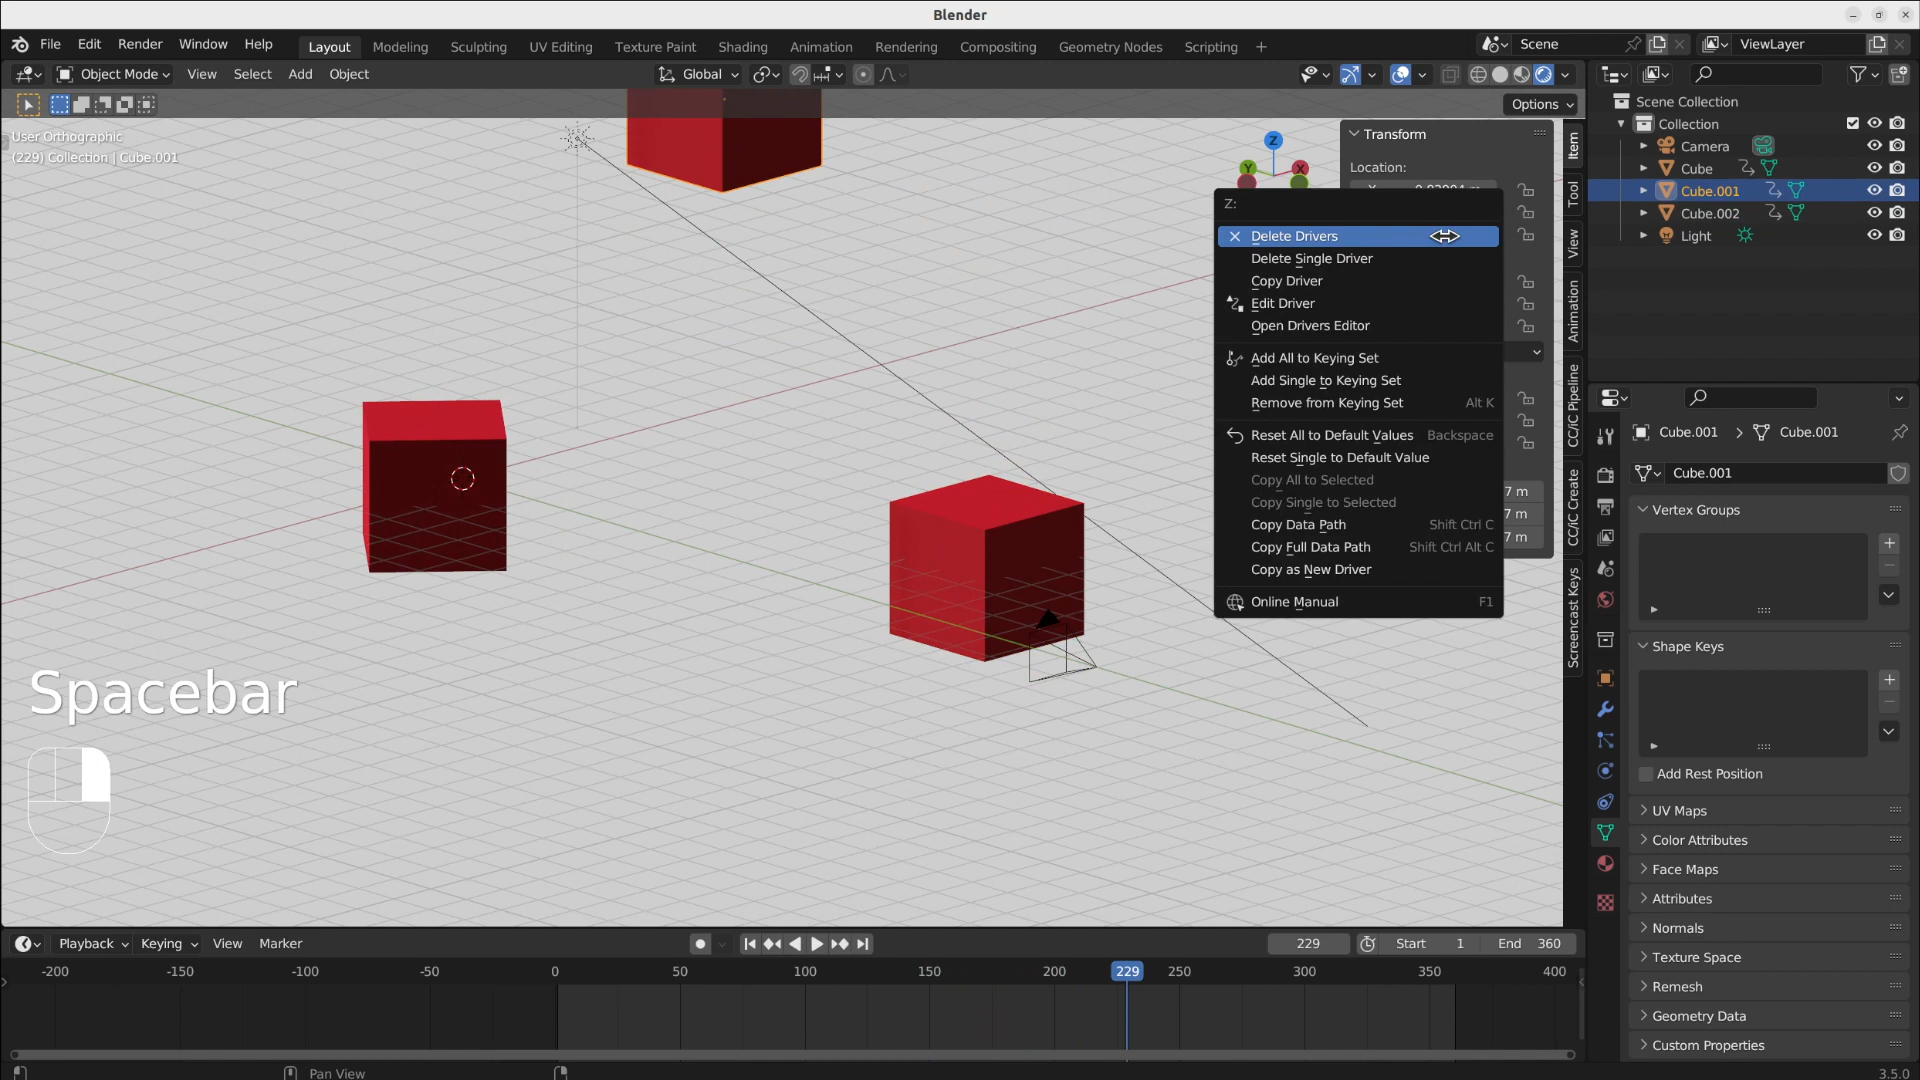 Blender
File Edit Render Window Help
Layout Modeling Sculpting UV Editing Texture Paint Shading Animation Rendering Compositing Geometry Nodes Scripting +
Scene
ViewLayer
Object Mode View Select Add Object
Global
Options
User Orthographic
(229) Collection | Cube.001
Z
Y
X
Transform
Location:
Z:
Delete Drivers
Delete Single Driver
Copy Driver
Edit Driver
Open Drivers Editor
Add All to Keying Set
Add Single to Keying Set
Remove from Keying Set Alt K
Reset All to Default Values Backspace
Reset Single to Default Value
Copy All to Selected
Copy Single to Selected
Copy Data Path Shift Ctrl C
Copy Full Data Path Shift Ctrl Alt C
Copy as New Driver
Online Manual F1
7 m
7 m
7 m
Item
Tool
View
Animation
CC/iC Pipeline
CC/iC Create
Screencast Keys
Scene Collection
Collection
Camera
Cube
Cube.001
Cube.002
Light
Cube.001 > Cube.001
Cube.001
Vertex Groups
Shape Keys
Add Rest Position
UV Maps
Color Attributes
Face Maps
Attributes
Normals
Texture Space
Remesh
Geometry Data
Custom Properties
Spacebar
Playback Keying View Marker
229
Start 1
End 360
-200 -150 -100 -50 0 50 100 150 200 229 250 300 350 400
Pan View
3.5.0